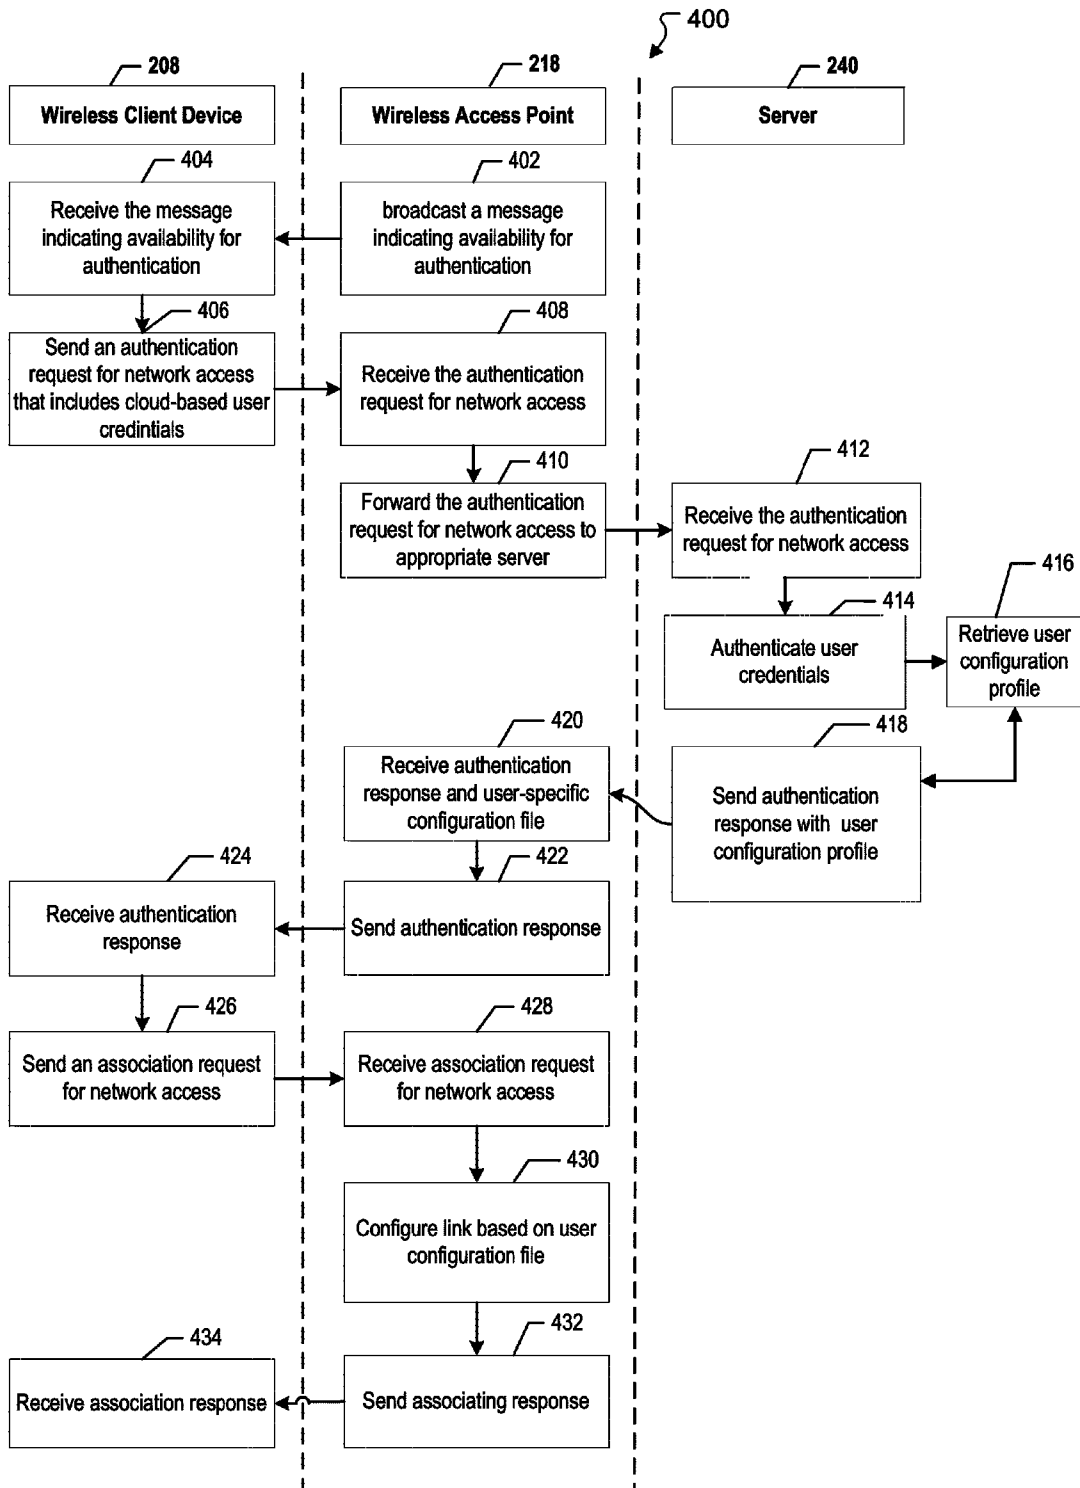 400
208
218
240
Wireless Client Device
Wireless Access Point
Server
404
402
Receive the message
indicating availability for
authentication
broadcast a message
indicating availability for
authentication
406
408
Send an authentication
request for network access
that includes cloud-based user
credintials
Receive the authentication
request for network access
410
412
Forward the authentication
request for network access to
appropriate server
Receive the authentication
request for network access
414
416
Authenticate user
credentials
Retrieve user
configuration
profile
420
418
Receive authentication
response and user-specific
configuration file
Send authentication
response with user
configuration profile
424
422
Receive authentication
response
Send authentication response
426
428
Send an association request
for network access
Receive association request
for network access
430
Configure link based on user
configuration file
434
432
Receive association response
Send associating response